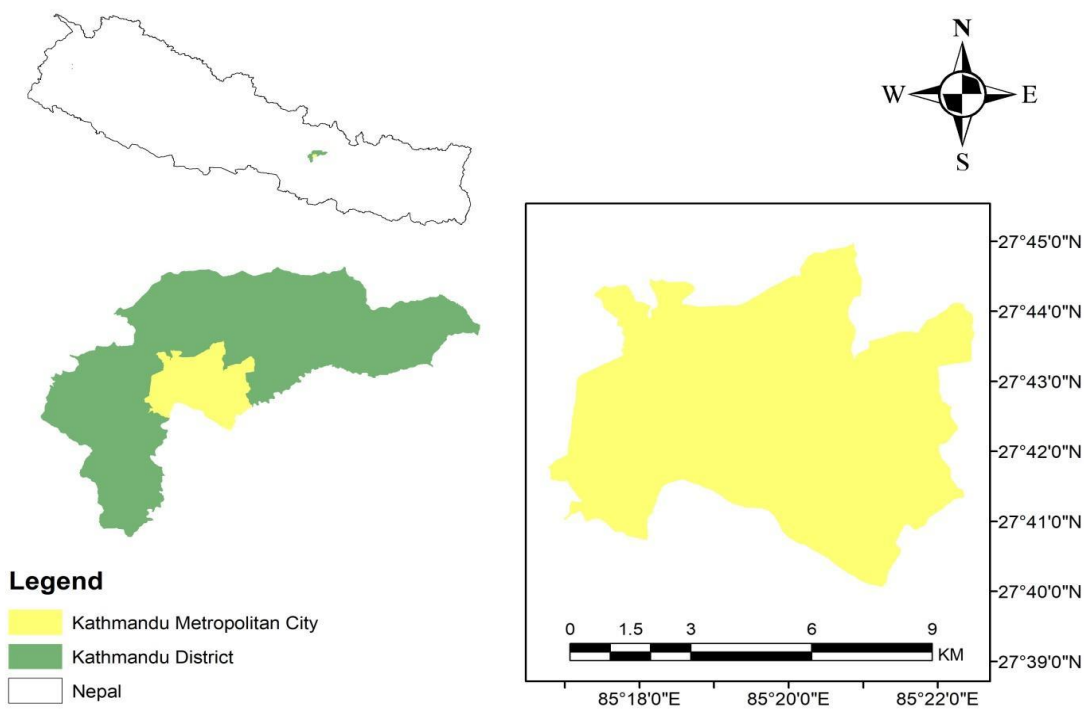 N
W E
S
27°45'0"N
27°44'0"N
27°43'0"N
27°42'0"N
27°41'0"N
27°40'0"N
27°39'0"N
0 1.5 3 6 9
KM
85°18'0"E 85°20'0"E 85°22'0"E
Legend
Kathmandu Metropolitan City
Kathmandu District
Nepal